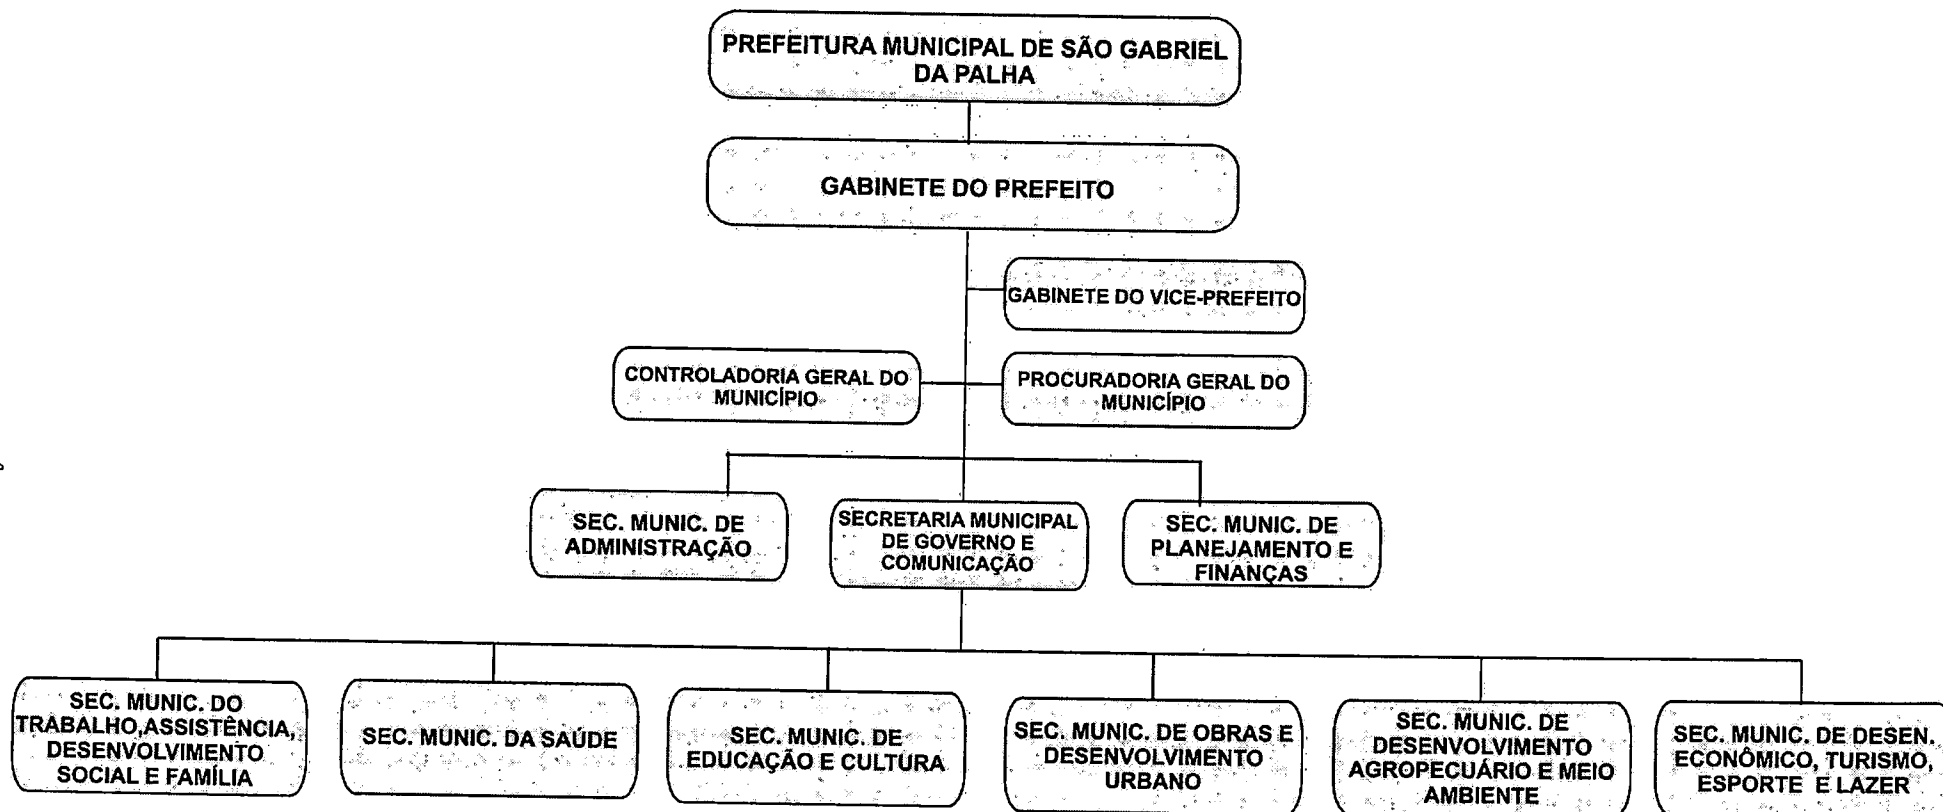 PREFEITURA MUNICIPAL DE SÃO GABRIEL
DA PALHA
GABINETE DO PREFEITO
GABINETE DO VICE-PREFEITO
CONTROLADORIA GERAL DO
MUNICÍPIO
PROCURADORIA GERAL DO
MUNICÍPIO
SEC. MUNIC. DE
ADMINISTRAÇÃO
SECRETARIA MUNICIPAL
DE GOVERNO E
COMUNICAÇÃO
SEC. MUNIC. DE
PLANEJAMENTO E
FINANÇAS
SEC. MUNIC. DO
TRABALHO,ASSISTÊNCIA,
DESENVOLVIMENTO
SOCIAL E FAMÍLIA
SEC. MUNIC. DA SAÚDE
SEC. MUNIC. DE
EDUCAÇÃO E CULTURA
SEC. MUNIC. DE OBRAS E
DESENVOLVIMENTO
URBANO
SEC. MUNIC. DE
DESENVOLVIMENTO
AGROPECUÁRIO E MEIO
AMBIENTE
SEC. MUNIC. DE DESEN.
ECONÔMICO, TURISMO,
ESPORTE E LAZER